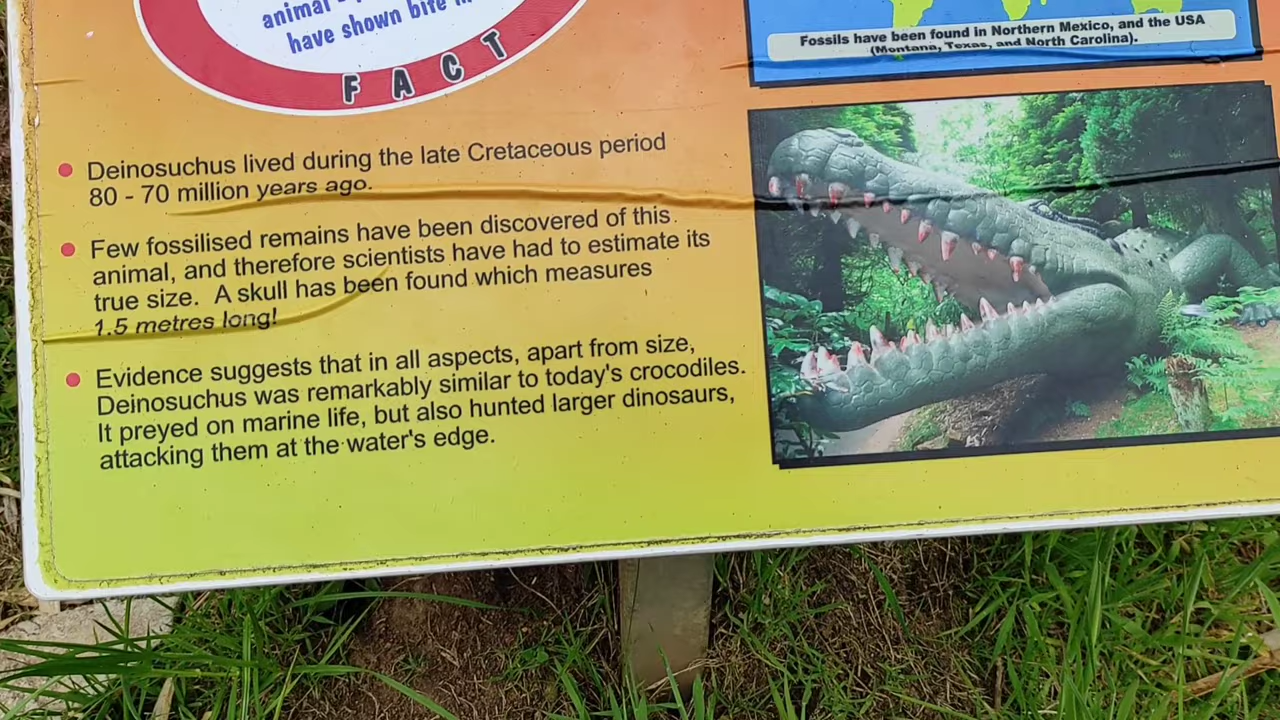 animal
have shown bite
FACT
Fossils have been found in Northern Mexico, and the USA
(Montana, Texas, and North Carolina).
Deinosuchus lived during the late Cretaceous period
80 - 70 million years ago.
Few fossilised remains have been discovered of this
animal, and therefore scientists have had to estimate its
true size. A skull has been found which measures
1.5 metres long!
Evidence suggests that in all aspects, apart from size,
Deinosuchus was remarkably similar to today's crocodiles.
It preyed on marine life, but also hunted larger dinosaurs,
attacking them at the water's edge.